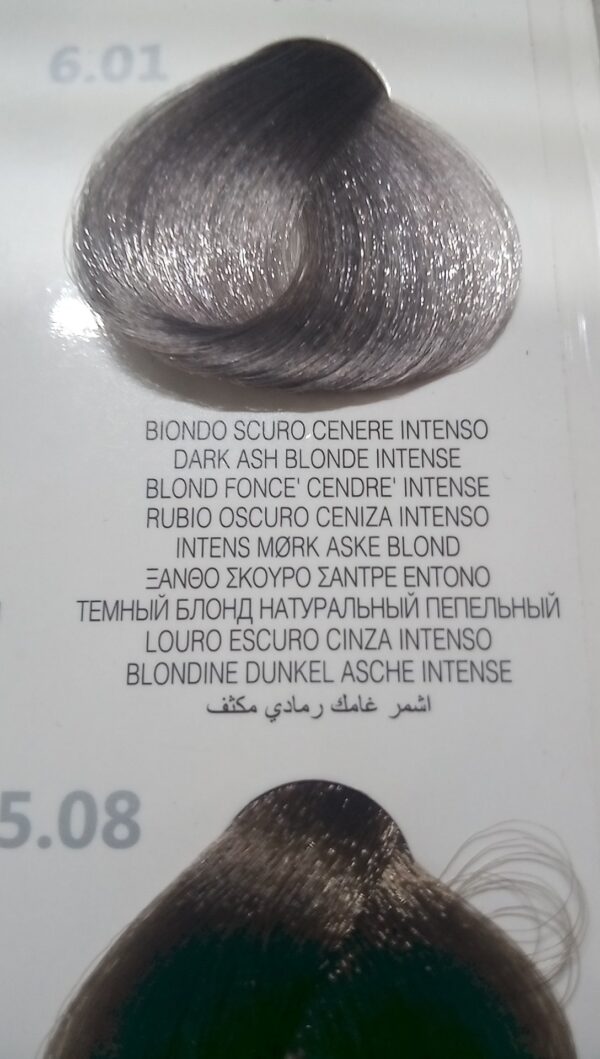 6.01
BIONDO SCURO CENERE INTENSO
DARK ASH BLONDE INTENSE
BLOND FONCE' CENDRE' INTENSE
RUBIO OSCURO CENIZA INTENSO
INTENS MØRK ASKE BLOND
ΞΑΝΘΟ ΣΚΟΥΡΟ ΣΑΝΤΡΕ ΕΝΤΟΝΟ
ТЕМНЫЙ БЛОНД НАТУРАЛЬНЫЙ ПЕПЕЛЬНЫЙ
LOURO ESCURO CINZA INTENSO
BLONDINE DUNKEL ASCHE INTENSE
اشمر غامك رمادي مكثف
5.08